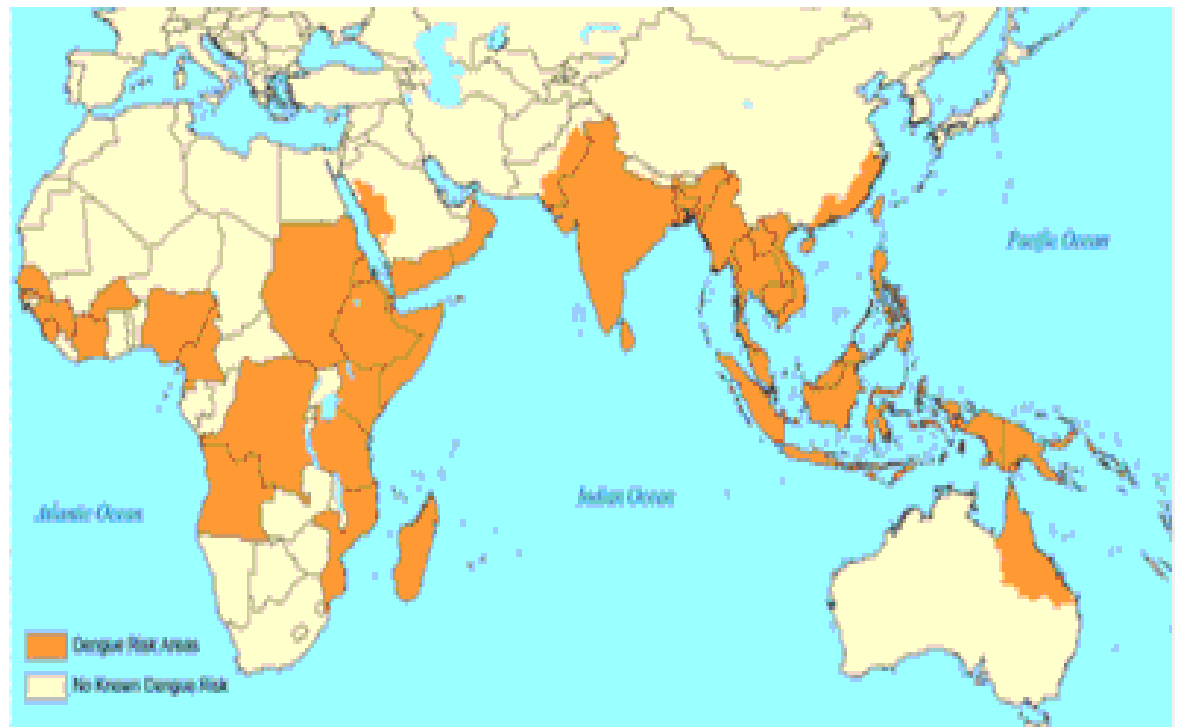 Pacific Ocean
Indian Ocean
Atlantic Ocean
Dengue Risk Areas
No Known Dengue Risk